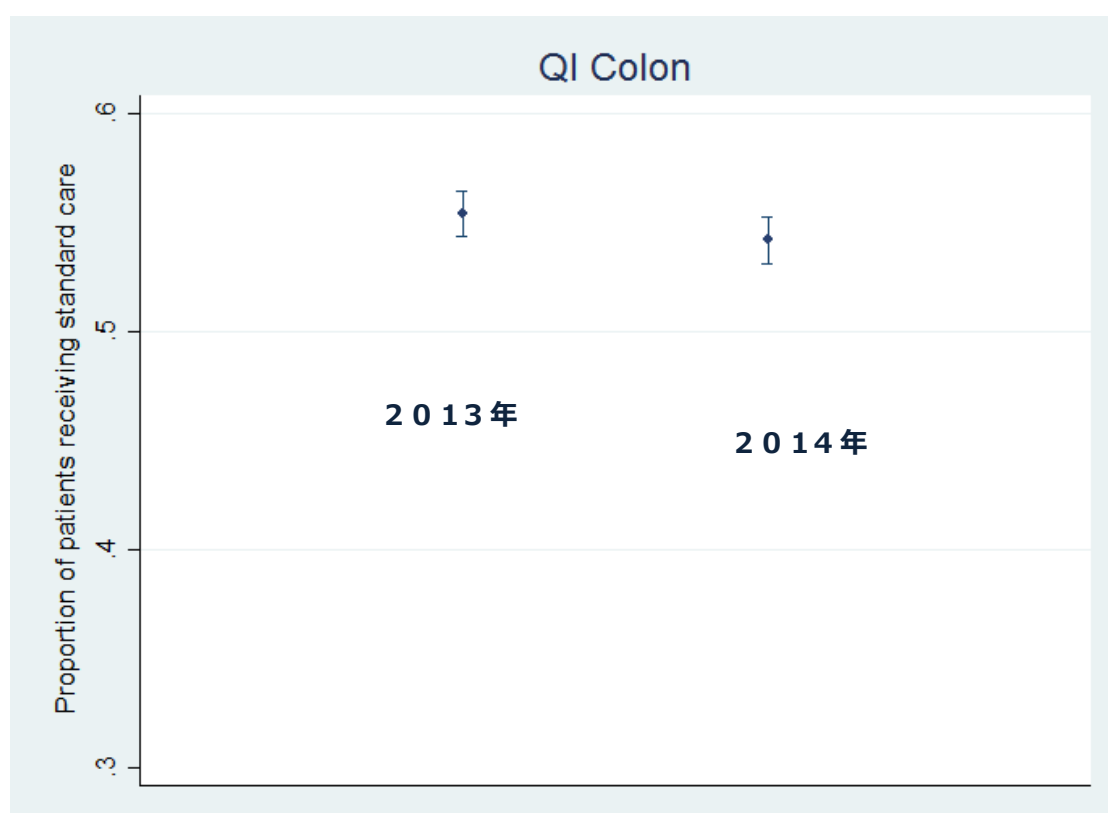 QI Colon
Proportion of patients receiving standard care
.6
.5
.4
.3
２０１３年
２０１４年